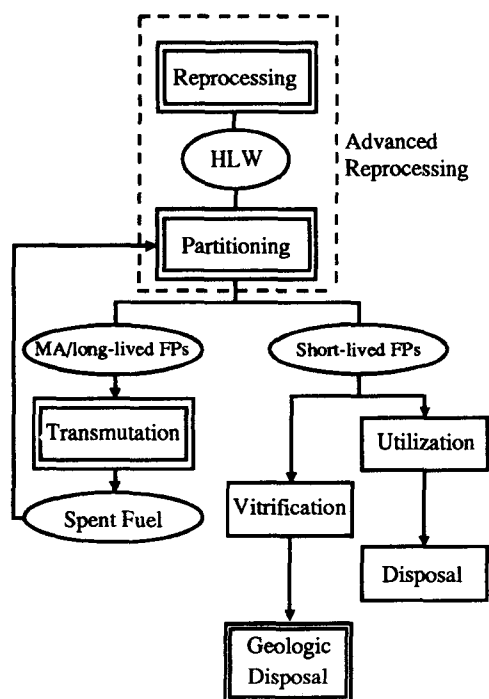 Reprocessing
HLW
Advanced
Reprocessing
Partitioning
MA/long-lived FPs
Short-lived FPs
Transmutation
Utilization
Vitrification
Spent Fuel
Disposal
Geologic
Disposal